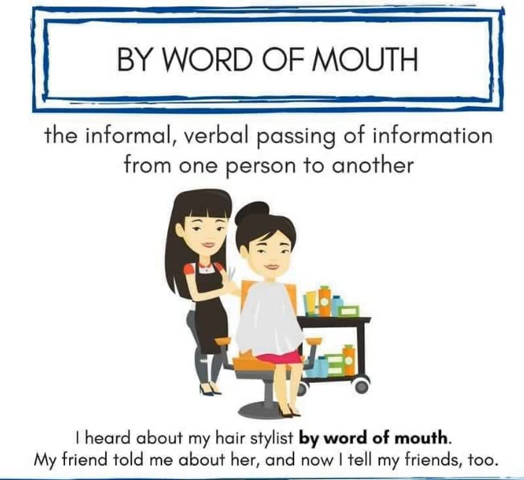 BY WORD OF MOUTH
the informal, verbal passing of information
from one person to another
I heard about my hair stylist by word of mouth.
My friend told me about her, and now I tell my friends, too.